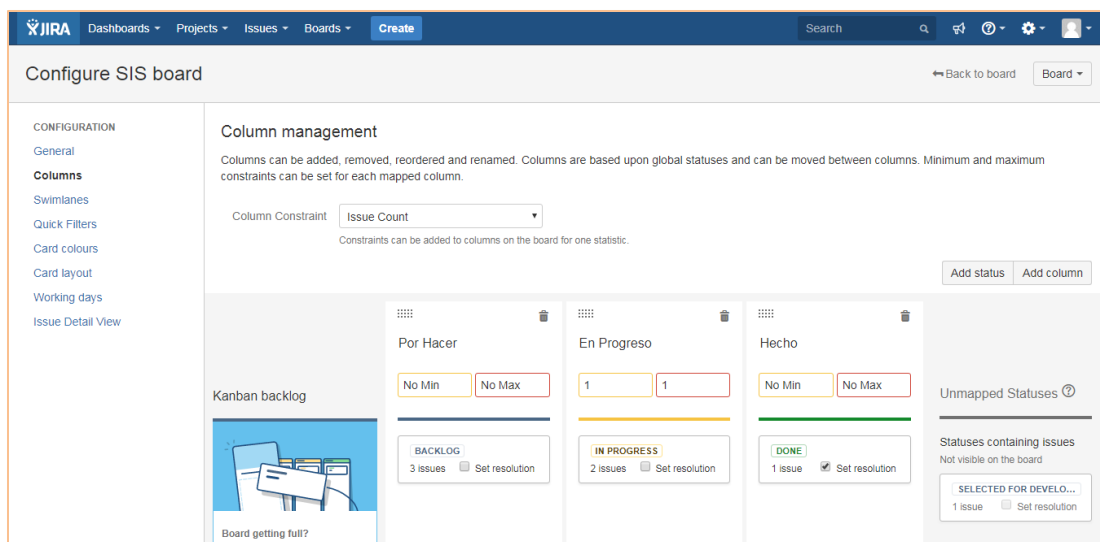 JIRA Dashboards Projects Issues Boards Create Search
Configure SIS board
Back to board Board
CONFIGURATION
General
Columns
Swimlanes
Quick Filters
Card colours
Card layout
Working days
Issue Detail View
Column management
Columns can be added, removed, reordered and renamed. Columns are based upon global statuses and can be moved between columns. Minimum and maximum
constraints can be set for each mapped column.
Column Constraint Issue Count
Constraints can be added to columns on the board for one statistic.
Add status Add column
Kanban backlog
Board getting full?
Por Hacer
No Min No Max
BACKLOG
3 issues Set resolution
En Progreso
1 1
IN PROGRESS
2 issues Set resolution
Hecho
No Min No Max
DONE
1 issue Set resolution
Unmapped Statuses ?
Statuses containing issues
Not visible on the board
SELECTED FOR DEVELO...
1 issue Set resolution